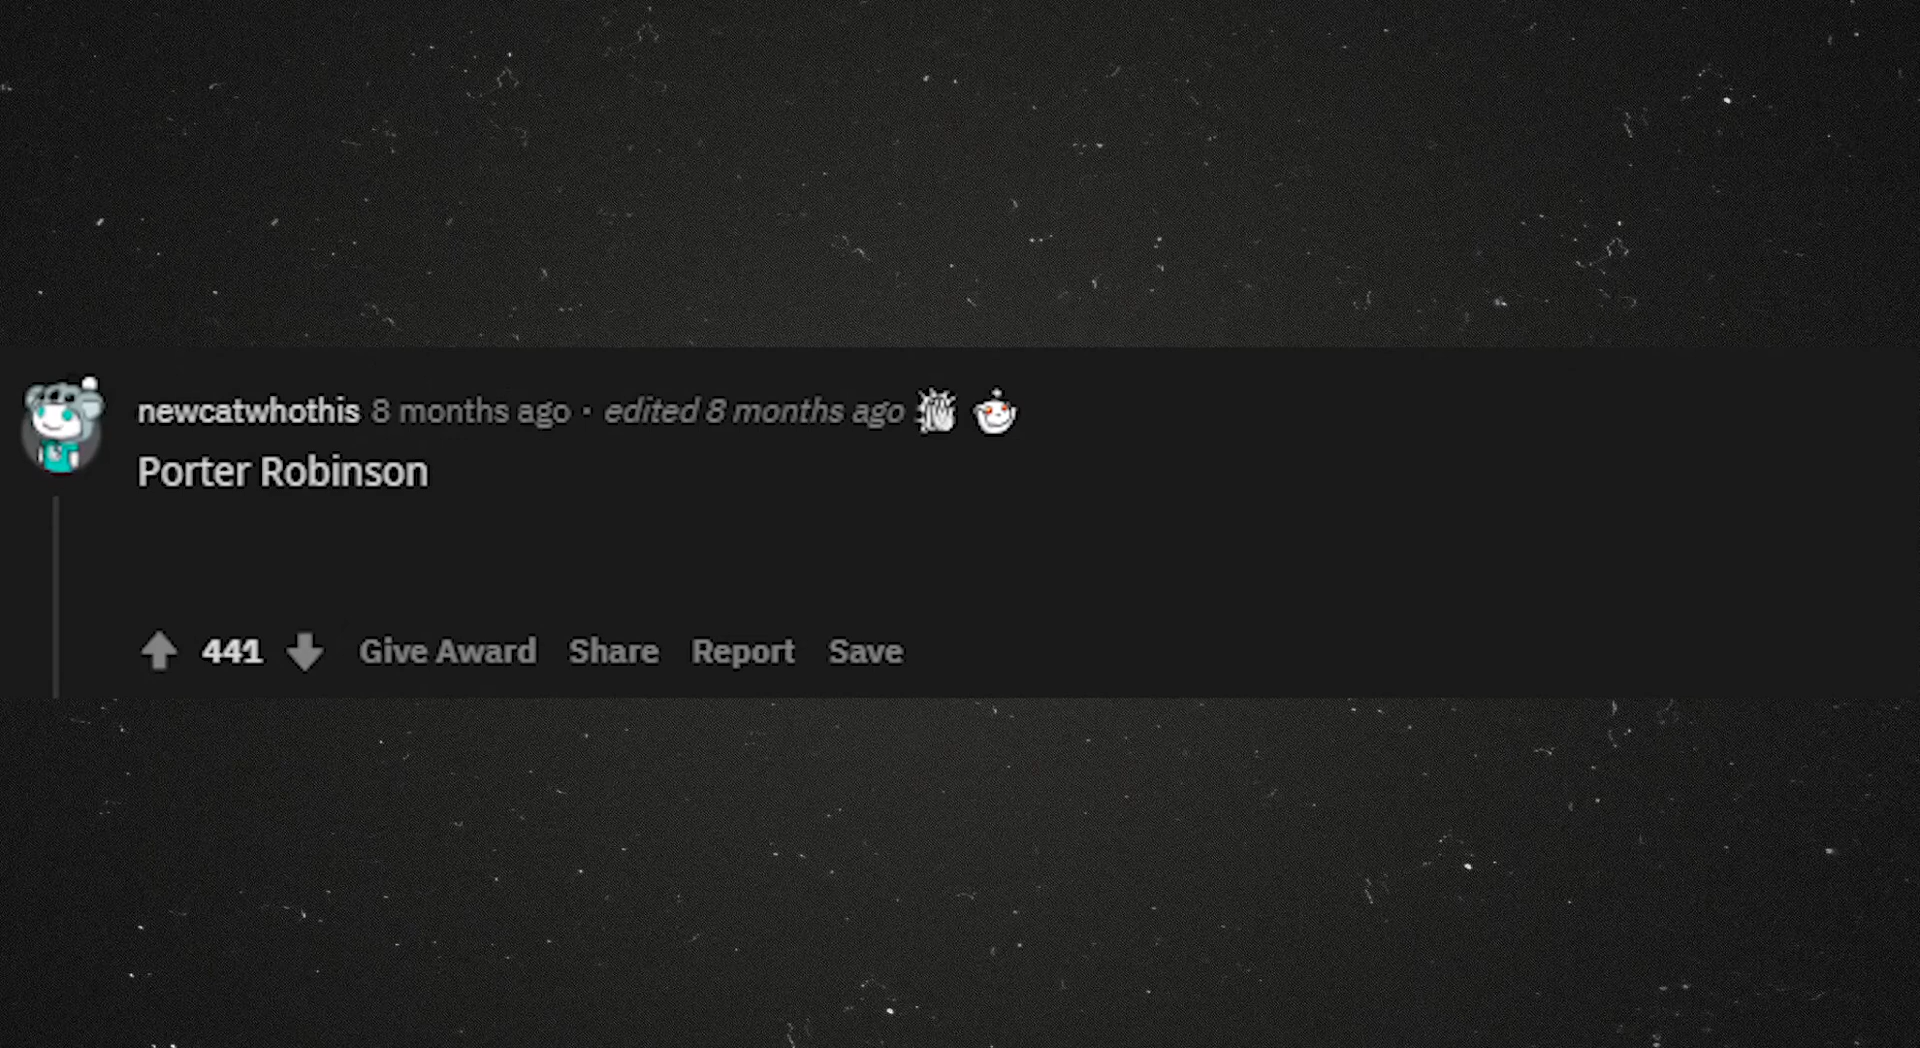 newcatwhothis 8 months ago · edited 8 months ago
Porter Robinson
441 Give Award Share Report Save